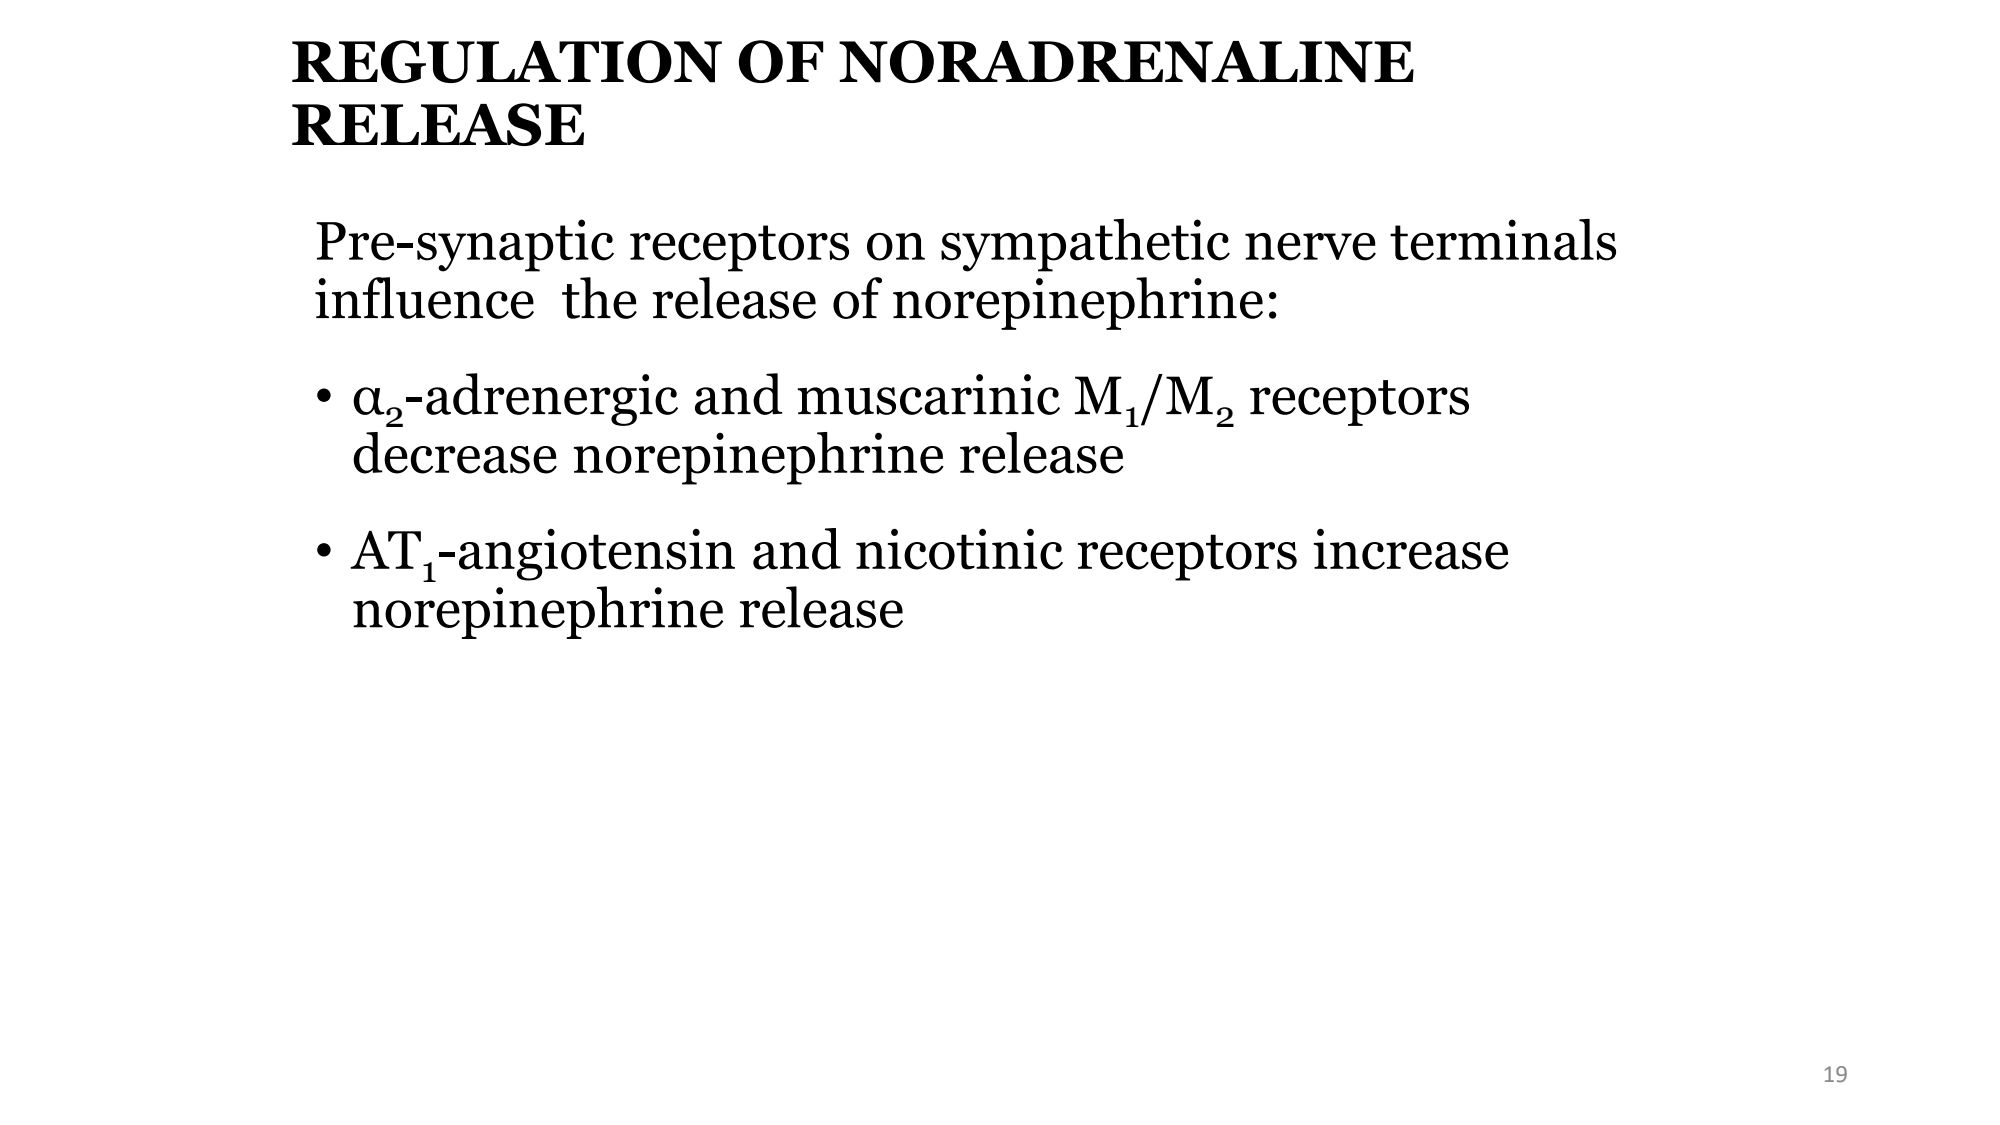 REGULATION OF NORADRENALINE
RELEASE
Pre-synaptic receptors on sympathetic nerve terminals
influence  the release of norepinephrine:
• α₂-adrenergic and muscarinic M₁/M₂ receptors
decrease norepinephrine release
• AT₁-angiotensin and nicotinic receptors increase
norepinephrine release
19